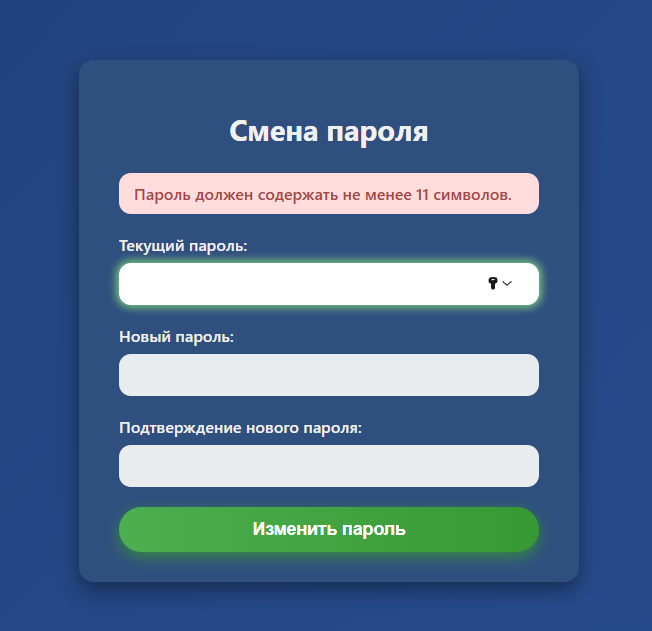 Смена пароля
Пароль должен содержать не менее 11 символов.
Текущий пароль:
Новый пароль:
Подтверждение нового пароля:
Изменить пароль